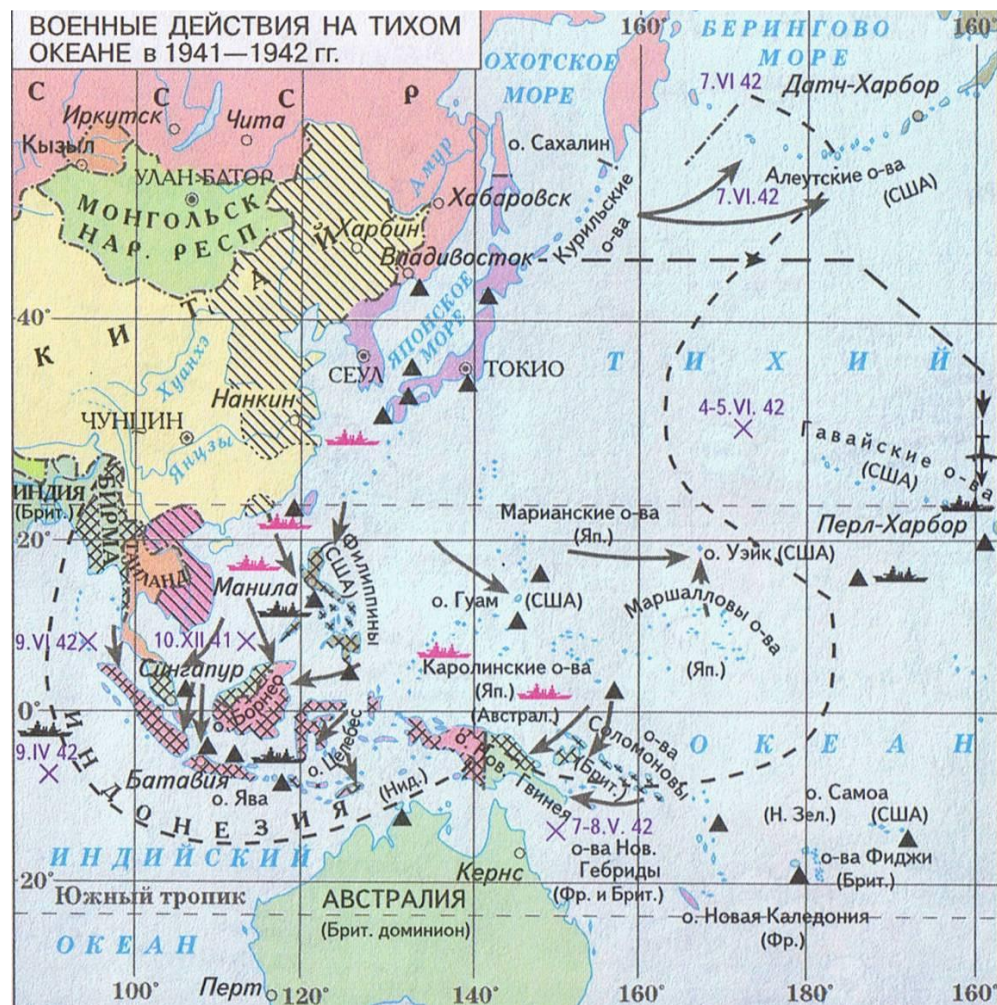 ВОЕННЫЕ ДЕЙСТВИЯ НА ТИХОМ
ОКЕАНЕ в 1941—1942 гг.
160°
БЕРИНГОВО
МОРЕ
160°
ОХОТСКОЕ
МОРЕ
С С С Р
7.VI 42
Датч-Харбор
Иркутск
Чита
Кызыл
о. Сахалин
Амур
УЛАН-БАТОР
Алеутские о-ва
(США)
Хабаровск
7.VI.42
МОНГОЛЬСК.
НАР. РЕСП.
Курильские
о-ва
Харбин
Владивосток
КИТАЙ
ЯПОНСКОЕ
МОРЕ
40°
Хуанхэ
СЕУЛ
ТОКИО
ТИХИЙ
Нанкин
4-5.VI. 42
ЧУНЦИН
Янцзы
Гавайские о-ва
(США)
ИНДИЯ
(Брит.)
БИРМА
Марианские о-ва
(Яп.)
Перл-Харбор
20°
о. Уэйк (США)
ТАИЛАНД
Филиппины
(США)
Манила
о. Гуам
(США)
Маршалловы о-ва
(Яп.)
9.VI 42
10.XII 41
Сингапур
Каролинские о-ва
(Яп.)
(Австрал.)
о. Борнео
0°
о-ва
Соломоновы
(Брит.)
ОКЕАН
9.IV 42
о. Целебес
о. Нов. Гвинея
Батавия
(Нид.)
о. Ява
ИНДОНЕЗИЯ
о. Самоа
(Н. Зел.)
(США)
7-8.V. 42
о-ва Нов.
Гебриды
(Фр. и Брит.)
о-ва Фиджи
(Брит.)
ИНДИЙСКИЙ
Кернс
20°
Южный тропик
АВСТРАЛИЯ
(Брит. доминион)
о. Новая Каледония
(Фр.)
ОКЕАН
Перт
100°
120°
140°
160°
180°
160°